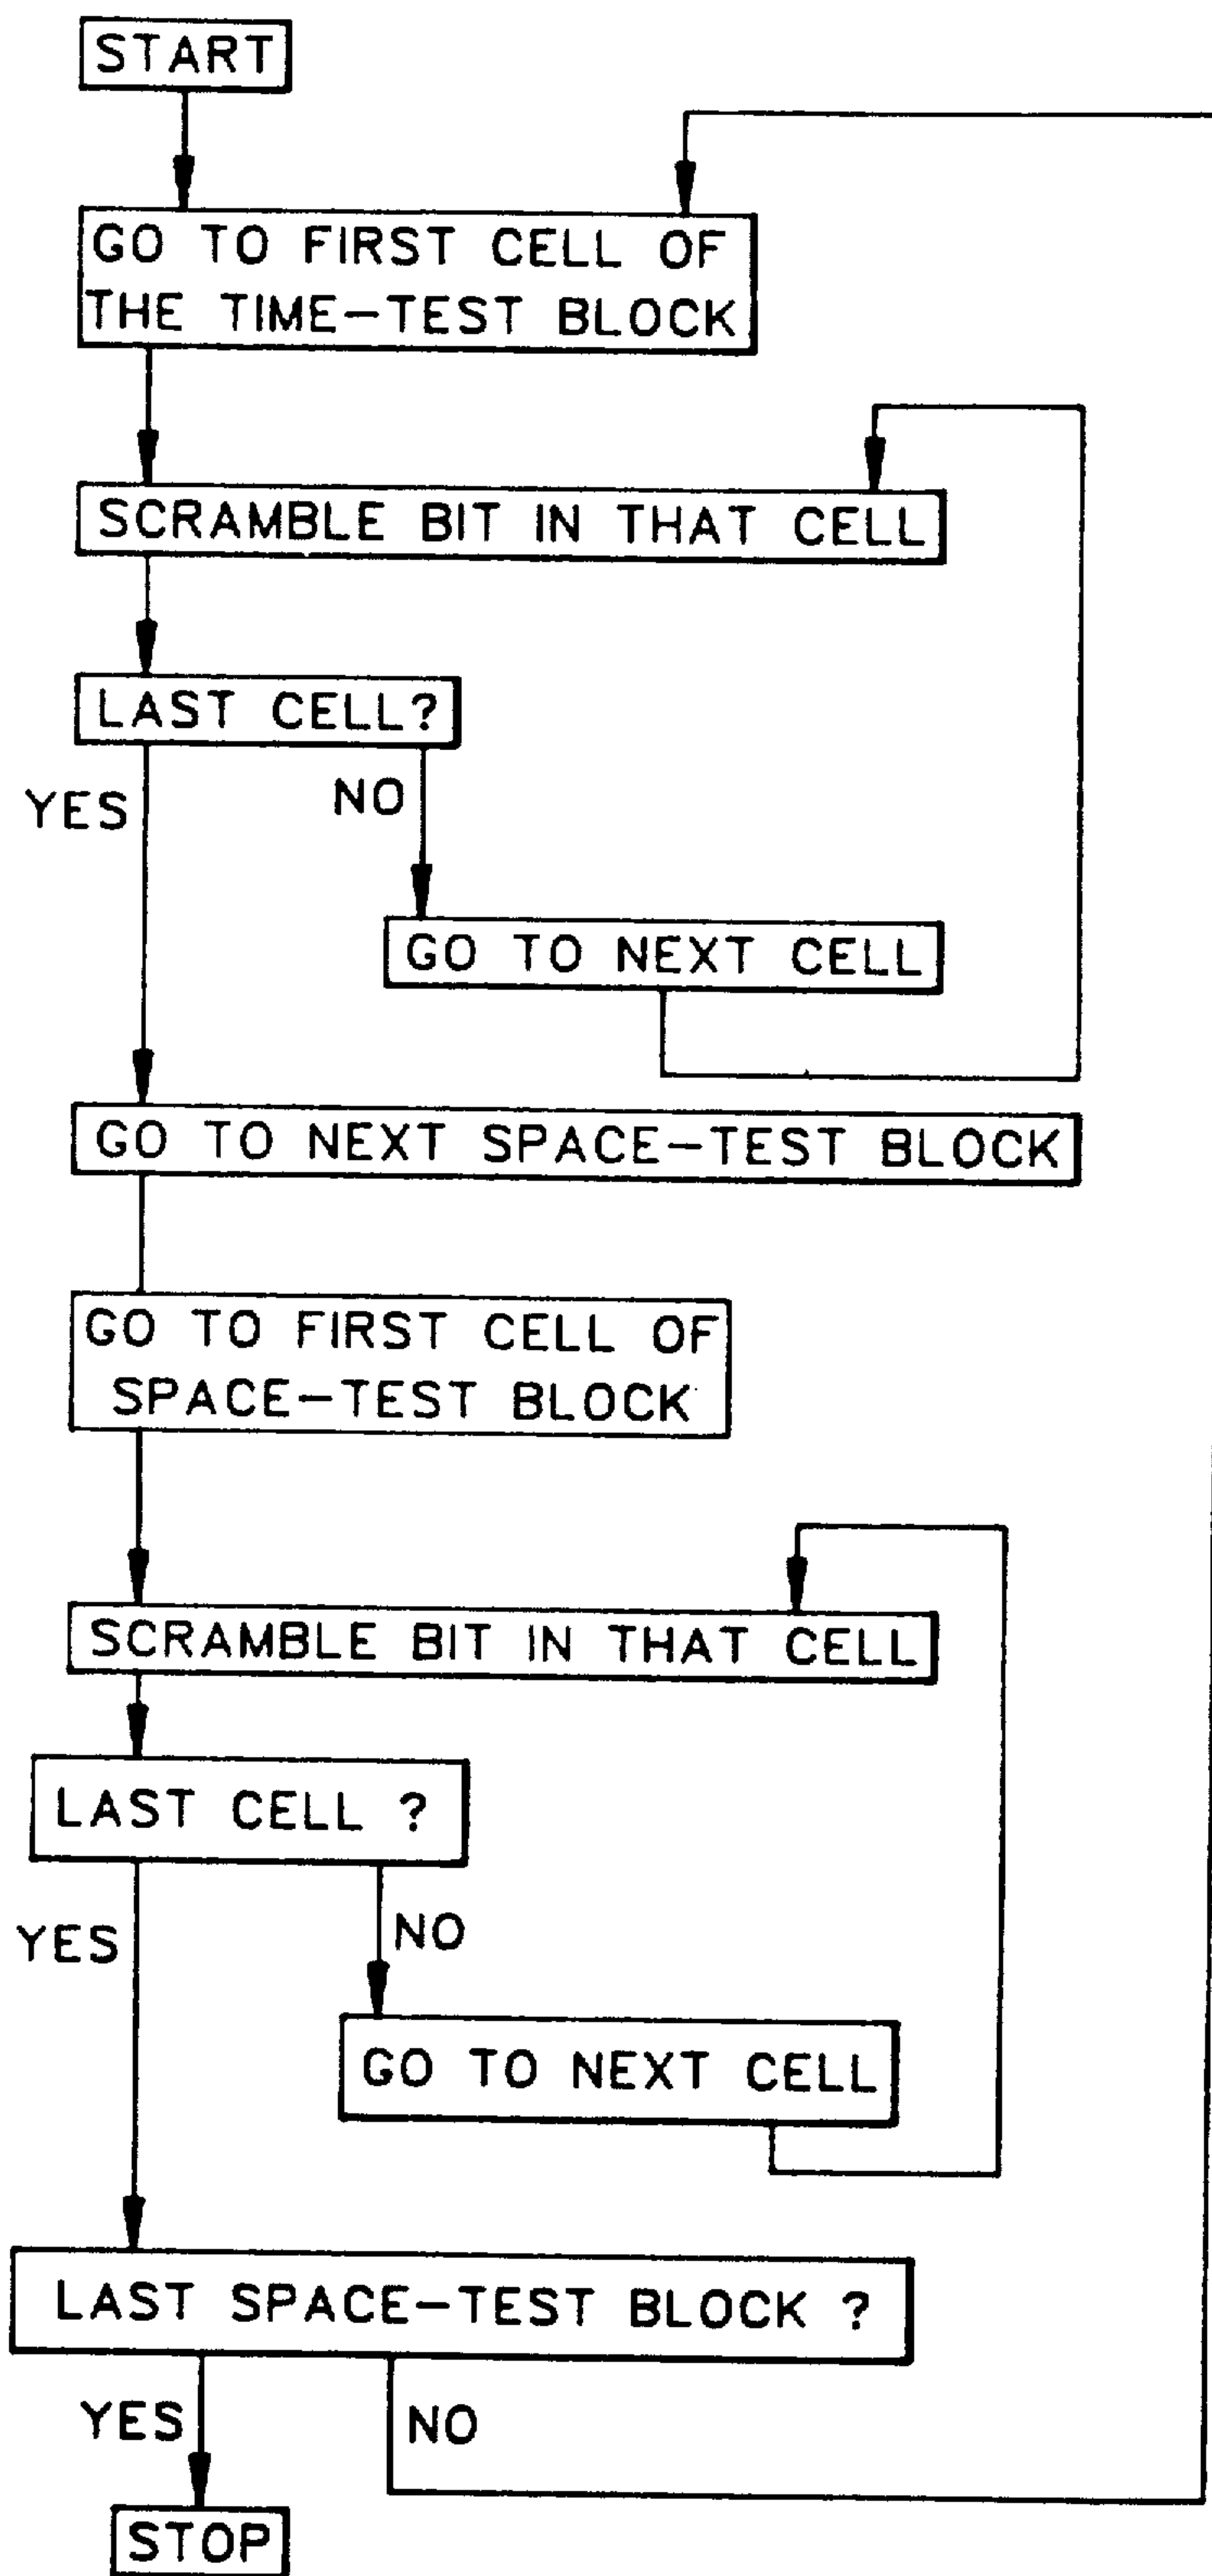 START
GO TO FIRST CELL OF
THE TIME-TEST BLOCK
SCRAMBLE BIT IN THAT CELL
LAST CELL?
YES
NO
GO TO NEXT CELL
GO TO NEXT SPACE-TEST BLOCK
GO TO FIRST CELL OF
SPACE-TEST BLOCK
SCRAMBLE BIT IN THAT CELL
LAST CELL ?
YES
NO
GO TO NEXT CELL
LAST SPACE-TEST BLOCK ?
YES
NO
STOP